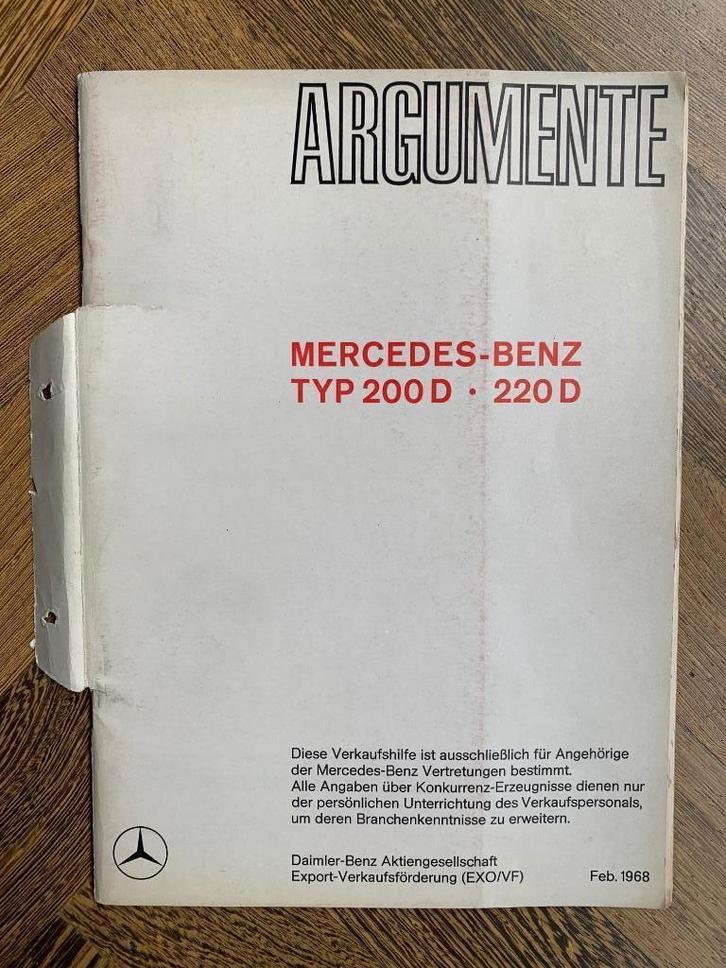 ARGUMENTE
MERCEDES-BENZ
TYP 200 D · 220 D
Diese Verkaufshilfe ist ausschließlich für Angehörige
der Mercedes-Benz Vertretungen bestimmt.
Alle Angaben über Konkurrenz-Erzeugnisse dienen nur
der persönlichen Unterrichtung des Verkaufspersonals,
um deren Branchenkenntnisse zu erweitern.
Daimler-Benz Aktiengesellschaft
Export-Verkaufsförderung (EXO/VF) Feb. 1968